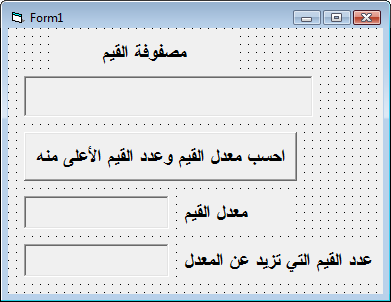 Form1
مصفوفة القيم
احسب معدل القيم وعدد القيم الأعلى منه
معدل القيم
عدد القيم التي تزيد عن المعدل